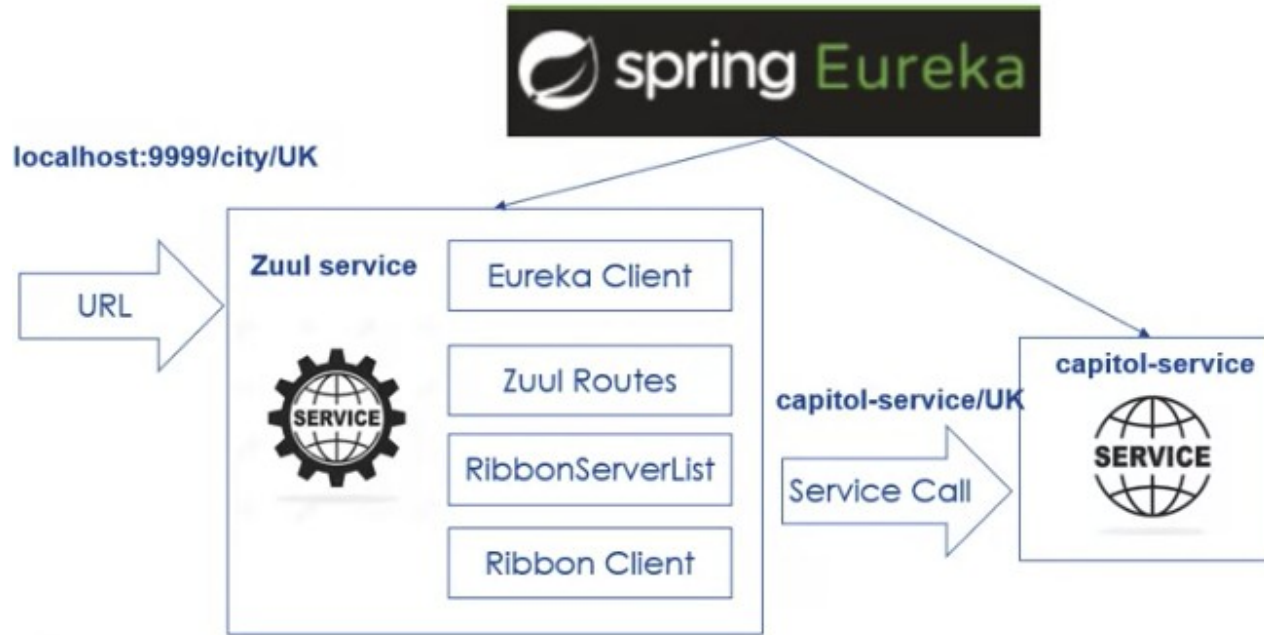 spring Eureka
localhost:9999/city/UK
URL
Zuul service
SERVICE
Eureka Client
Zuul Routes
RibbonServerList
Ribbon Client
capitol-service/UK
Service Call
capitol-service
SERVICE